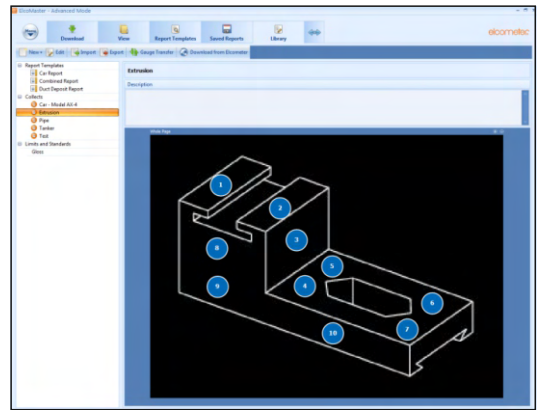 ElcoMaster - Advanced Mode
Download
View
Report Templates
Saved Reports
Library
elcometer
New Edit Import Export Gauge Transfer Download from Elcometer
Report Templates
Car Report
Combined Report
Duct Deposit Report
Collects
Car - Model AX-4
Extrusion
Pipe
Tanker
Test
Limits and Standards
Gloss
Extrusion
Description
Whole Page
1
2
3
8
5
4
9
6
7
10